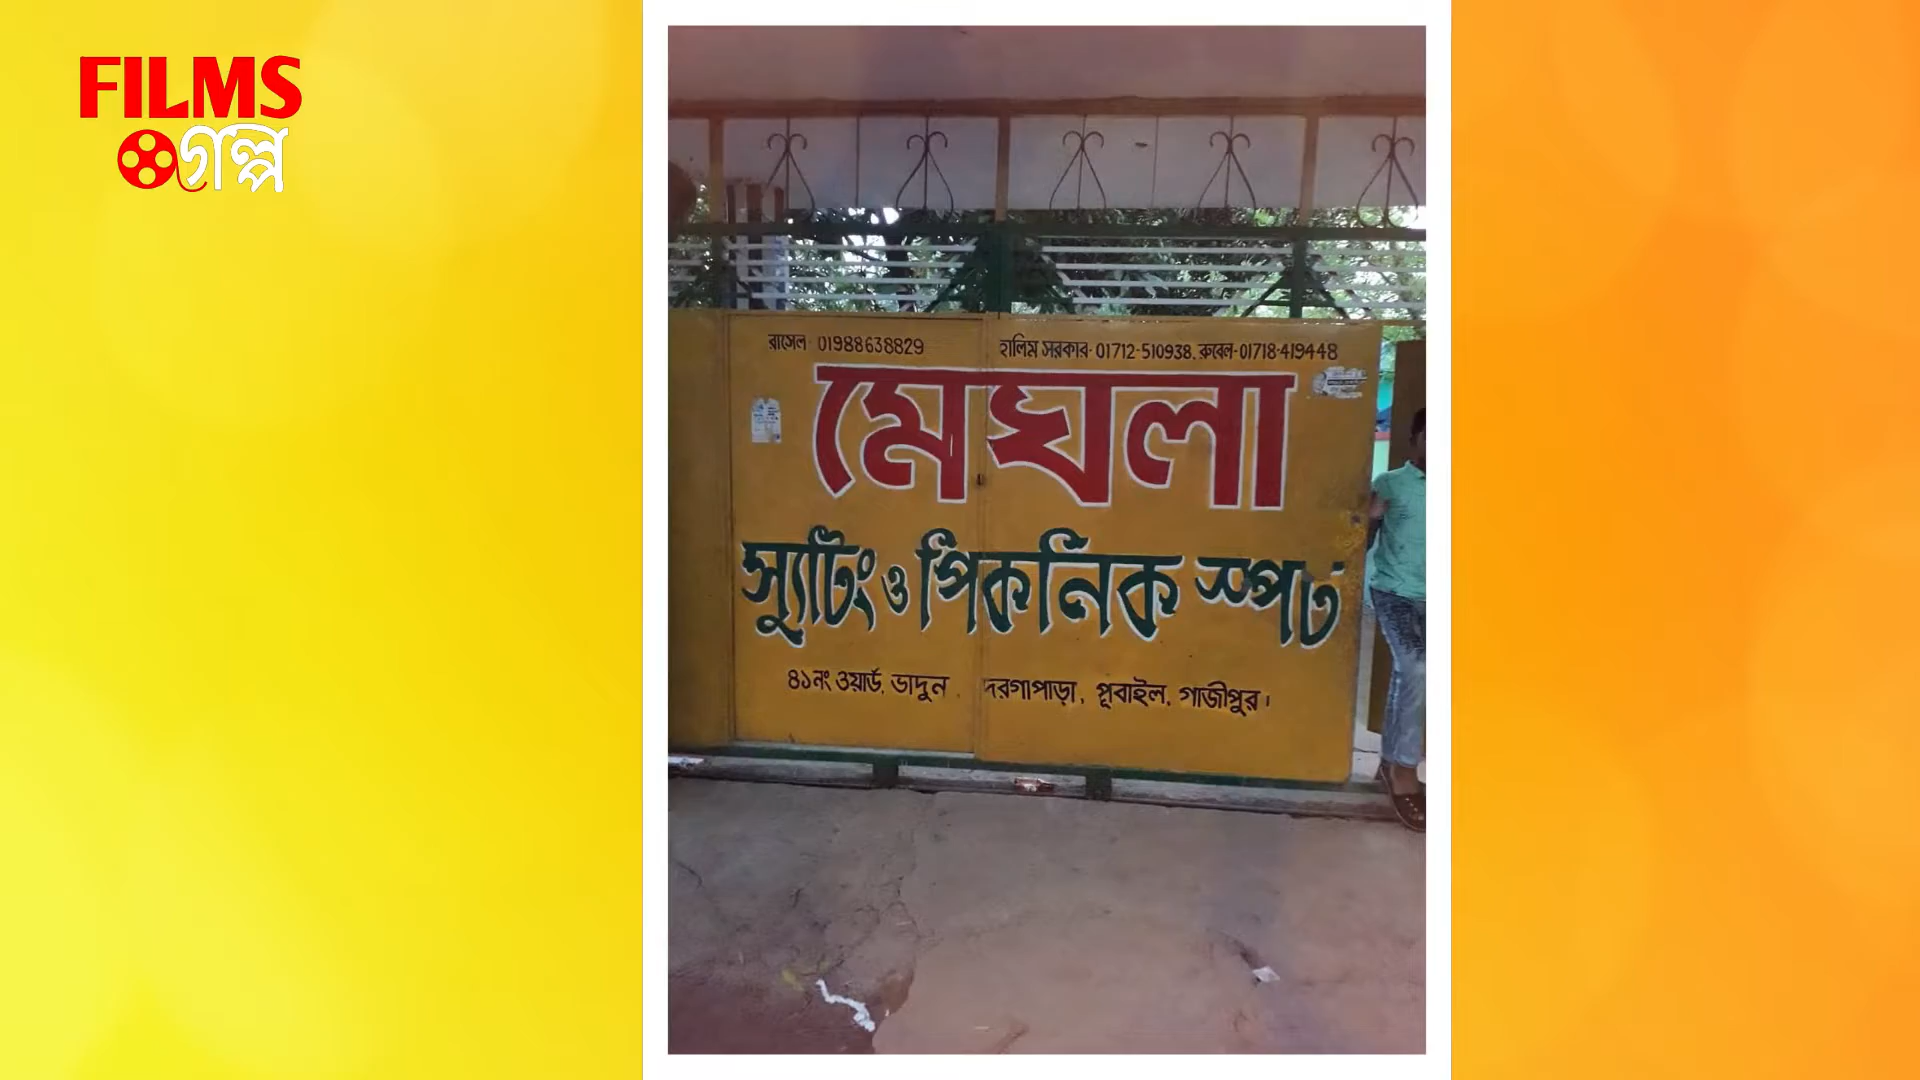 FILMS
গল্প
রাসেল- 01988638829
হালিম সরকার- 01712-510938, রুবেল-01718-419448
মেঘলা
স্যুটিং ও পিকনিক স্পট
৪১নং ওয়ার্ড, ভাদুন, দরগাপাড়া, পূবাইল, গাজীপুর।